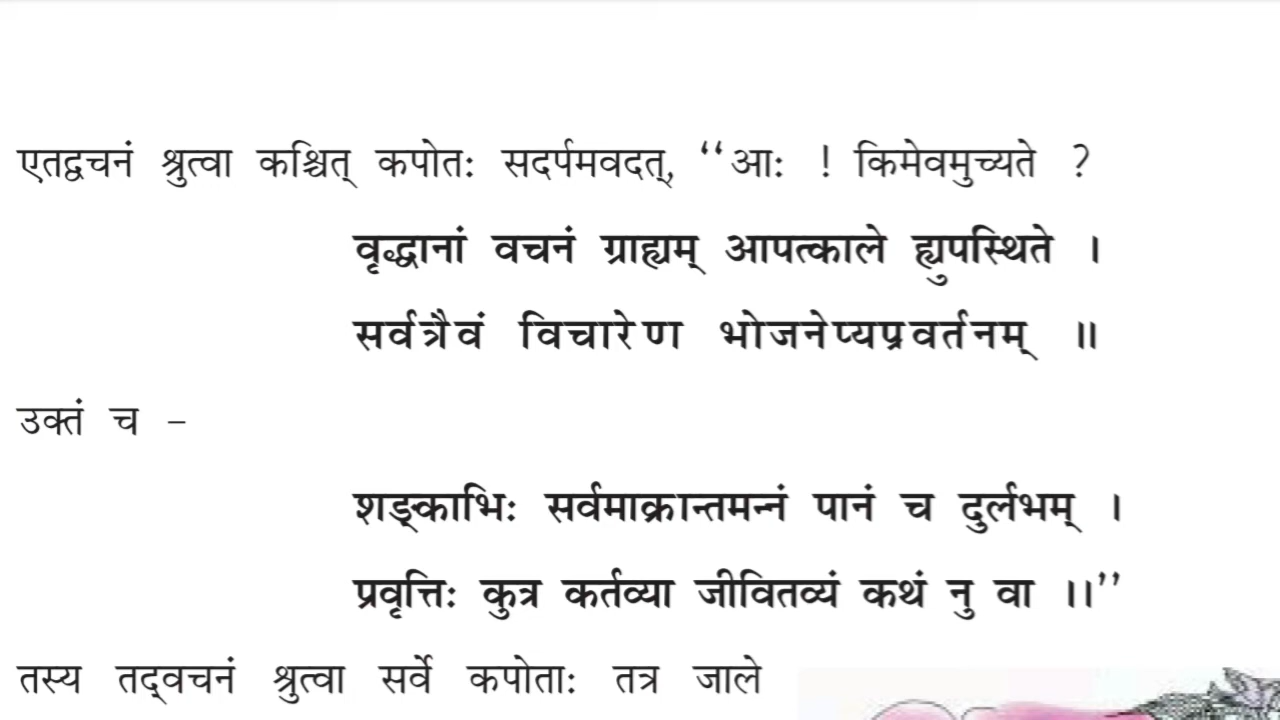 एतद्वचनं श्रुत्वा कश्चित् कपोतः सदर्पमवदत्, “आः ! किमेवमुच्यते ?
वृद्धानां वचनं ग्राह्यम् आपत्काले ह्युपस्थिते ।
सर्वत्रैवं विचारेण भोजनेप्यप्रवर्तनम् ॥
उक्तं च –
शङ्काभिः सर्वमाक्रान्तमन्नं पानं च दुर्लभम् ।
प्रवृत्तिः कुत्र कर्तव्या जीवितव्यं कथं नु वा ।।”
तस्य तद्वचनं श्रुत्वा सर्वे कपोताः तत्र जाले